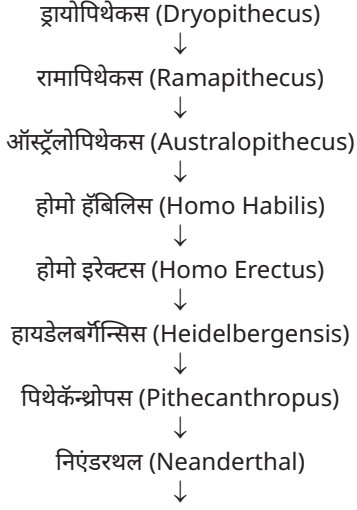 ड्रायोपिथेकस (Dryopithecus)
↓
रामापिथेकस (Ramapithecus)
↓
ऑस्ट्रॅलोपिथेकस (Australopithecus)
↓
होमो हॅबिलिस (Homo Habilis)
↓
होमो इरेक्टस (Homo Erectus)
↓
हायडेलबर्गेन्सिस (Heidelbergensis)
↓
पिथेकॅन्थ्रोपस (Pithecanthropus)
↓
निएंडरथल (Neanderthal)
↓